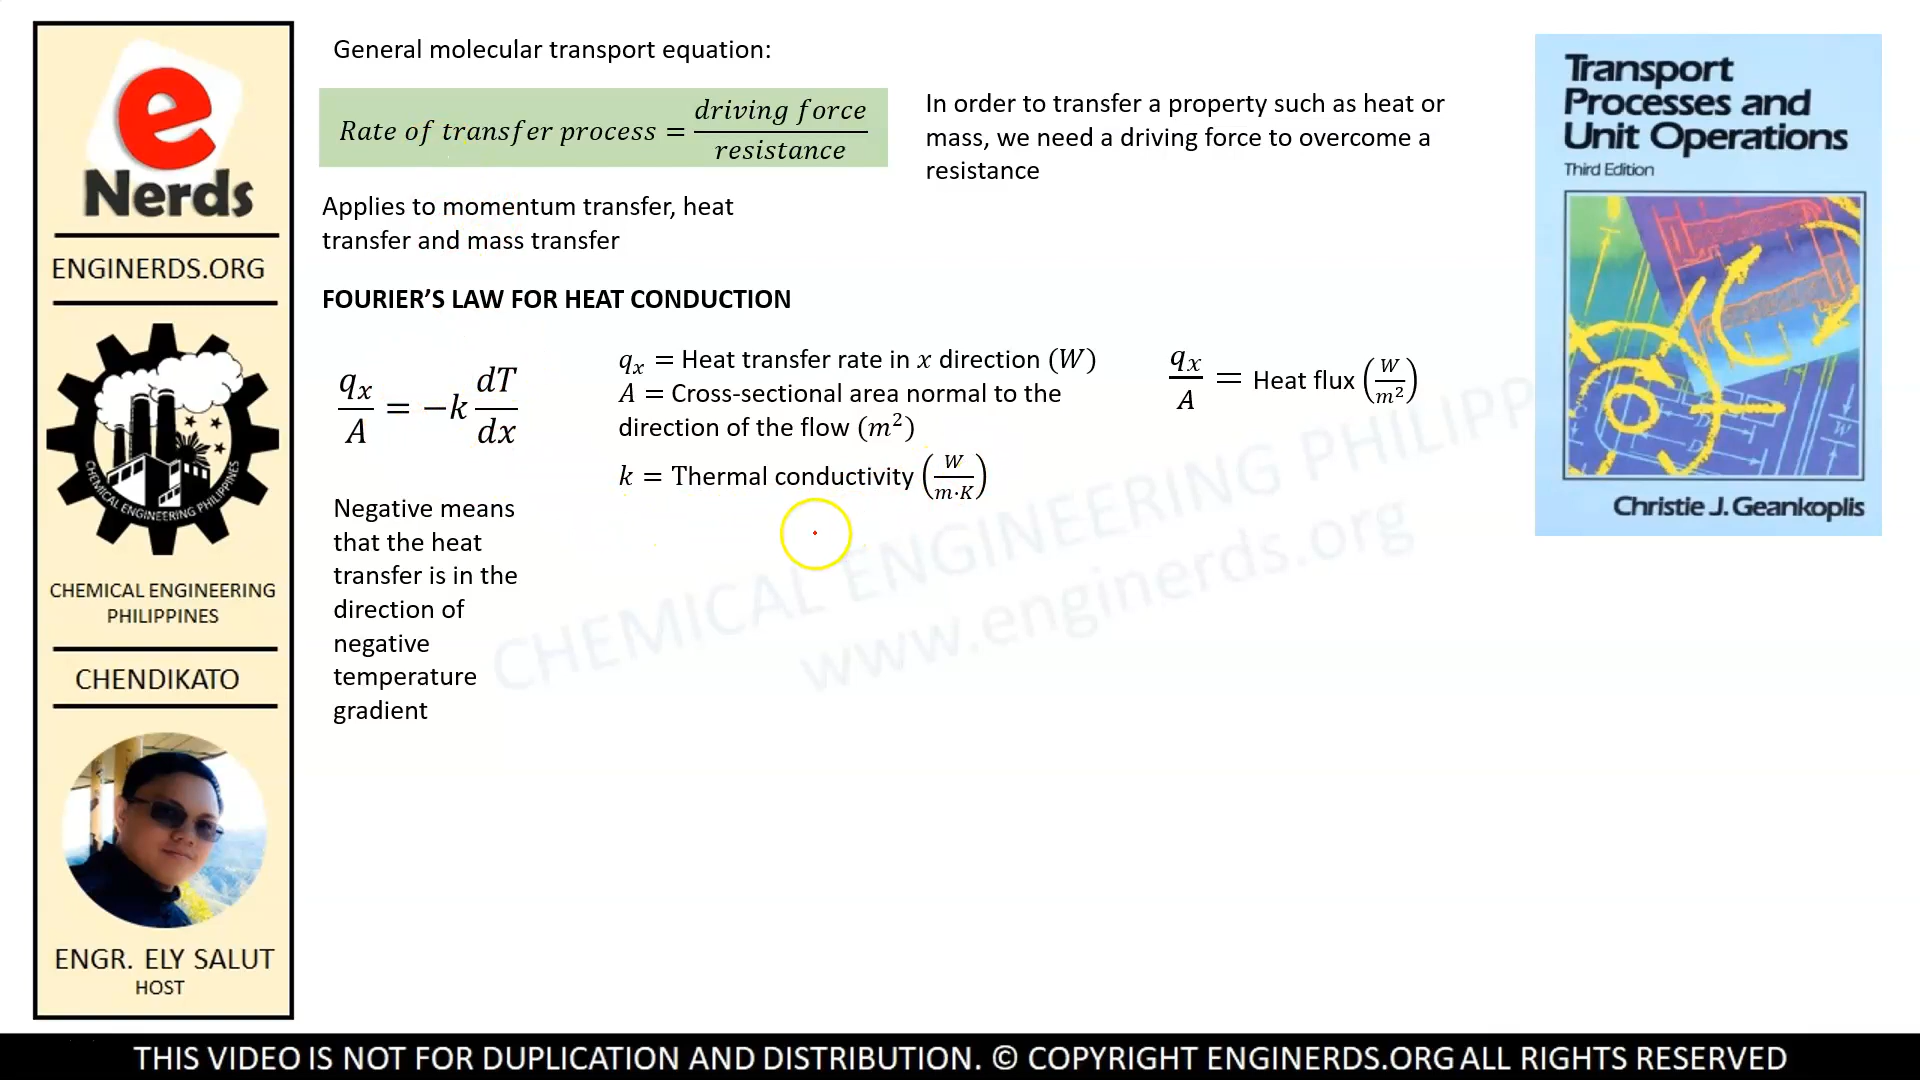 e
Nerds
ENGINERDS.ORG
CHEMICAL ENGINEERING PHILIPPINES
CHEMICAL ENGINEERING
PHILIPPINES
CHENDIKATO
ENGR. ELY SALUT
HOST
General molecular transport equation:
Rate of transfer process = driving force / resistance
In order to transfer a property such as heat or
mass, we need a driving force to overcome a
resistance
Applies to momentum transfer, heat
transfer and mass transfer
FOURIER'S LAW FOR HEAT CONDUCTION
qₓ/A = −k dT/dx
qₓ = Heat transfer rate in x direction (W)
A = Cross-sectional area normal to the
direction of the flow (m²)
k = Thermal conductivity (W/m·K)
qₓ/A = Heat flux (W/m²)
Negative means
that the heat
transfer is in the
direction of
negative
temperature
gradient
Transport
Processes and
Unit Operations
Third Edition
Christie J. Geankoplis
CHEMICAL ENGINEERING PHILIPP
www.enginerds.org
THIS VIDEO IS NOT FOR DUPLICATION AND DISTRIBUTION. © COPYRIGHT ENGINERDS.ORG ALL RIGHTS RESERVED